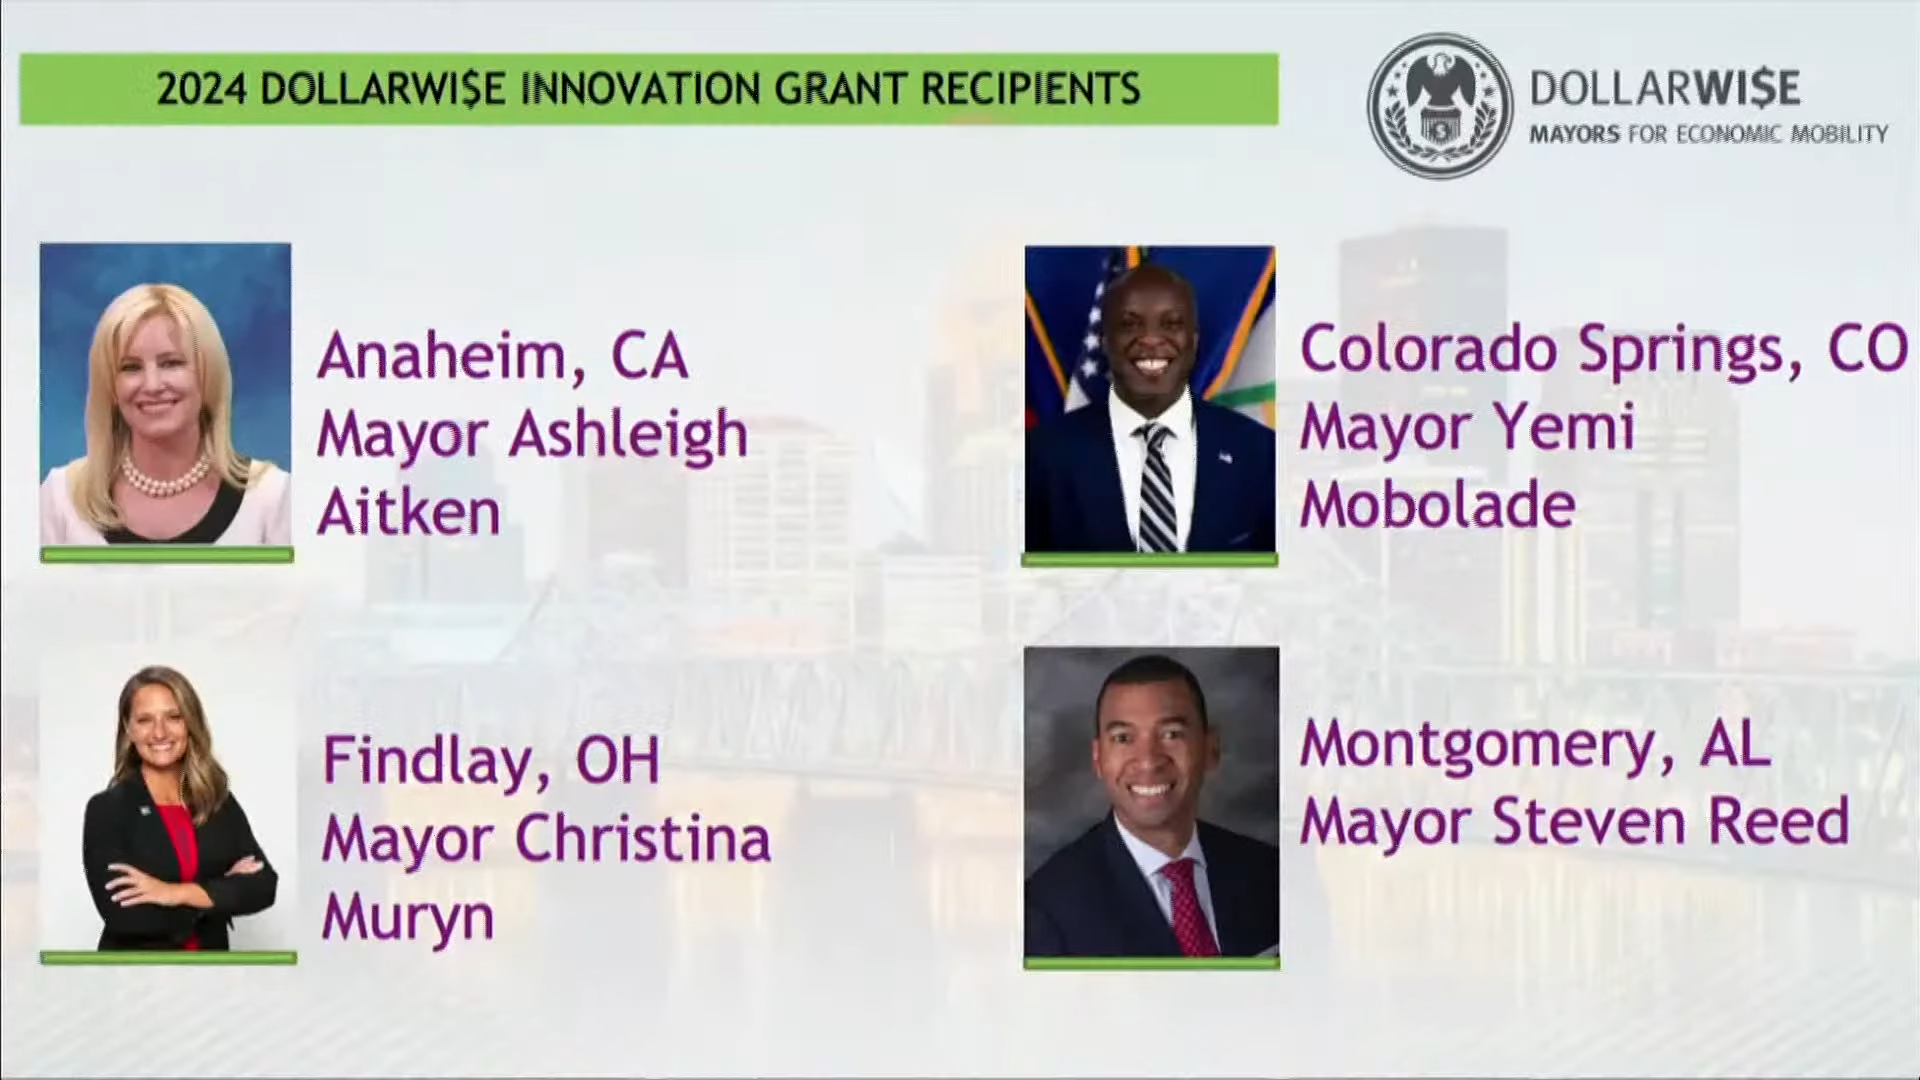 2024 DOLLARWI$E INNOVATION GRANT RECIPIENTS
DOLLARWI$E
MAYORS FOR ECONOMIC MOBILITY
Anaheim, CA
Mayor Ashleigh
Aitken
Colorado Springs, CO
Mayor Yemi
Mobolade
Findlay, OH
Mayor Christina
Muryn
Montgomery, AL
Mayor Steven Reed